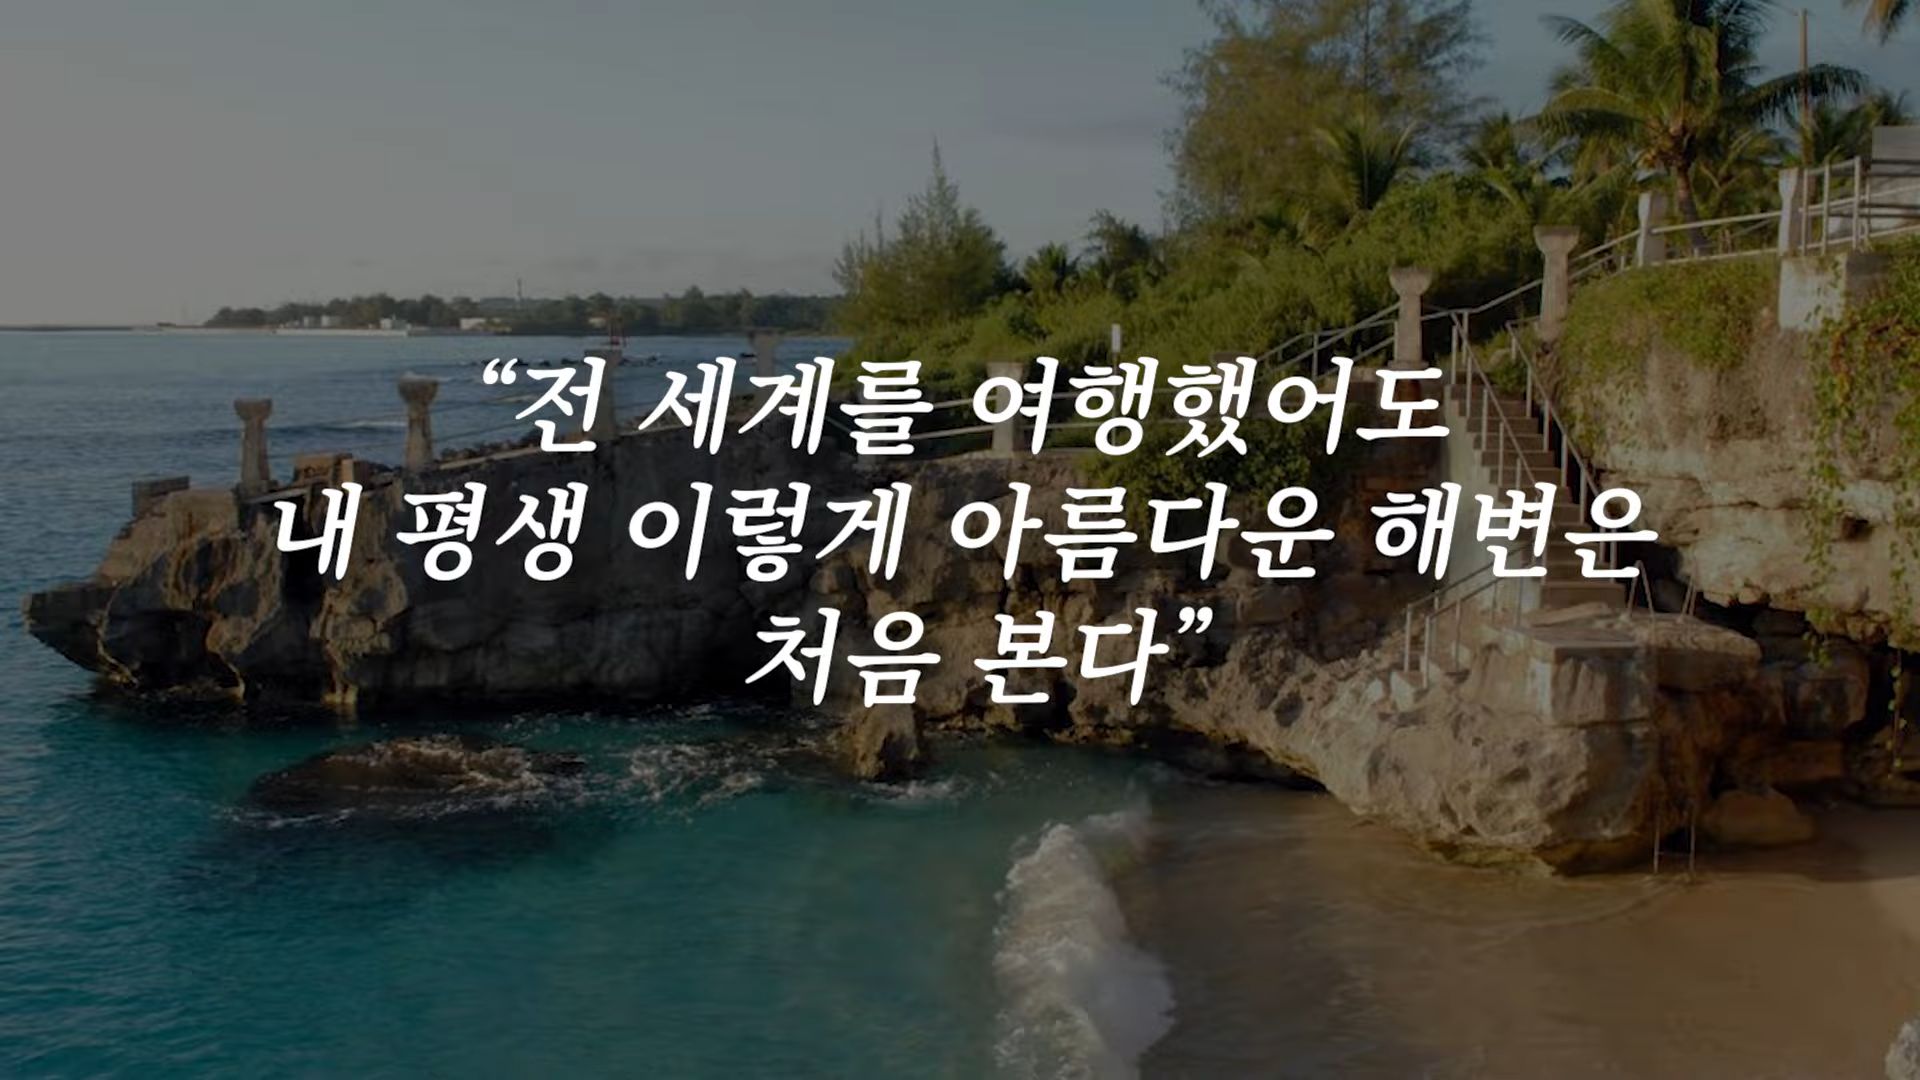 “전 세계를 여행했어도
내 평생 이렇게 아름다운 해변은
처음 본다”